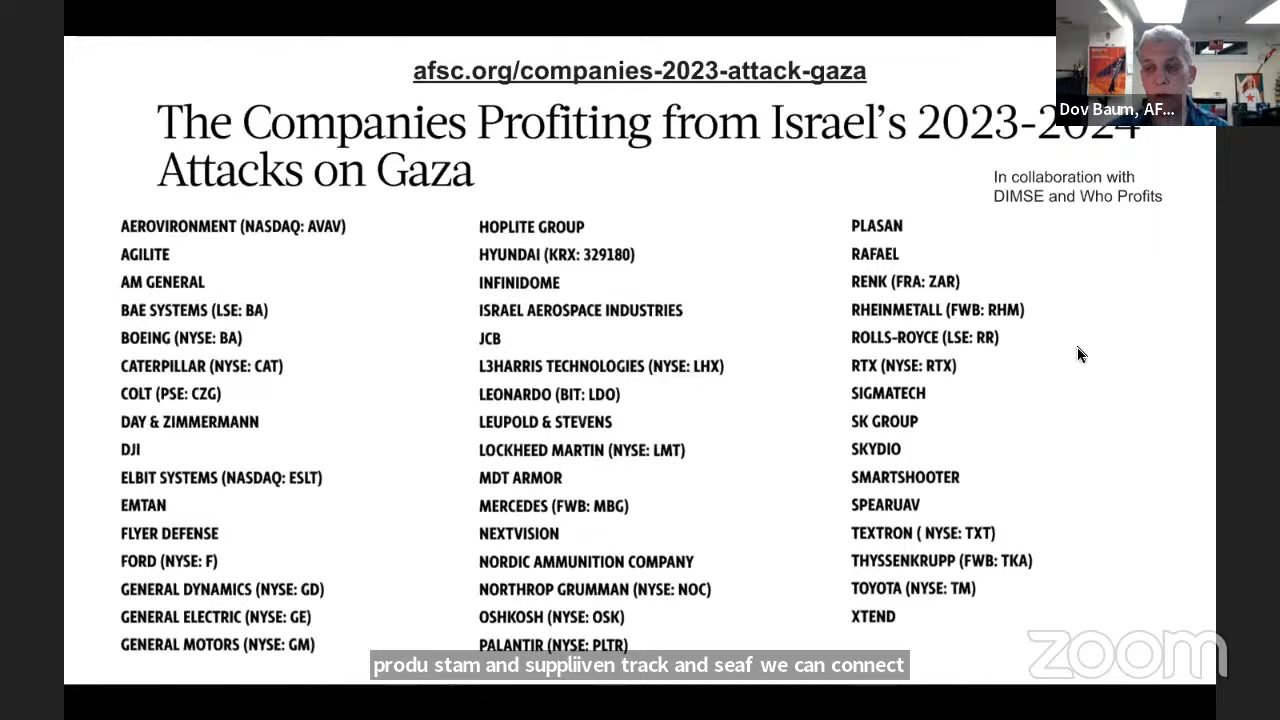 afsc.org/companies-2023-attack-gaza
The Companies Profiting from Israel's 2023-2024
Attacks on Gaza
Dov Baum, AF...
In collaboration with
DIMSE and Who Profits
AEROVIRONMENT (NASDAQ: AVAV)
AGILITE
AM GENERAL
BAE SYSTEMS (LSE: BA)
BOEING (NYSE: BA)
CATERPILLAR (NYSE: CAT)
COLT (PSE: CZG)
DAY & ZIMMERMANN
DJI
ELBIT SYSTEMS (NASDAQ: ESLT)
EMTAN
FLYER DEFENSE
FORD (NYSE: F)
GENERAL DYNAMICS (NYSE: GD)
GENERAL ELECTRIC (NYSE: GE)
GENERAL MOTORS (NYSE: GM)
HOPLITE GROUP
HYUNDAI (KRX: 329180)
INFINIDOME
ISRAEL AEROSPACE INDUSTRIES
JCB
L3HARRIS TECHNOLOGIES (NYSE: LHX)
LEONARDO (BIT: LDO)
LEUPOLD & STEVENS
LOCKHEED MARTIN (NYSE: LMT)
MDT ARMOR
MERCEDES (FWB: MBG)
NEXTVISION
NORDIC AMMUNITION COMPANY
NORTHROP GRUMMAN (NYSE: NOC)
OSHKOSH (NYSE: OSK)
PALANTIR (NYSE: PLTR)
PLASAN
RAFAEL
RENK (FRA: ZAR)
RHEINMETALL (FWB: RHM)
ROLLS-ROYCE (LSE: RR)
RTX (NYSE: RTX)
SIGMATECH
SK GROUP
SKYDIO
SMARTSHOOTER
SPEARUAV
TEXTRON ( NYSE: TXT)
THYSSENKRUPP (FWB: TKA)
TOYOTA (NYSE: TM)
XTEND
produ stam and suppliiven track and seaf we can connect
zoom